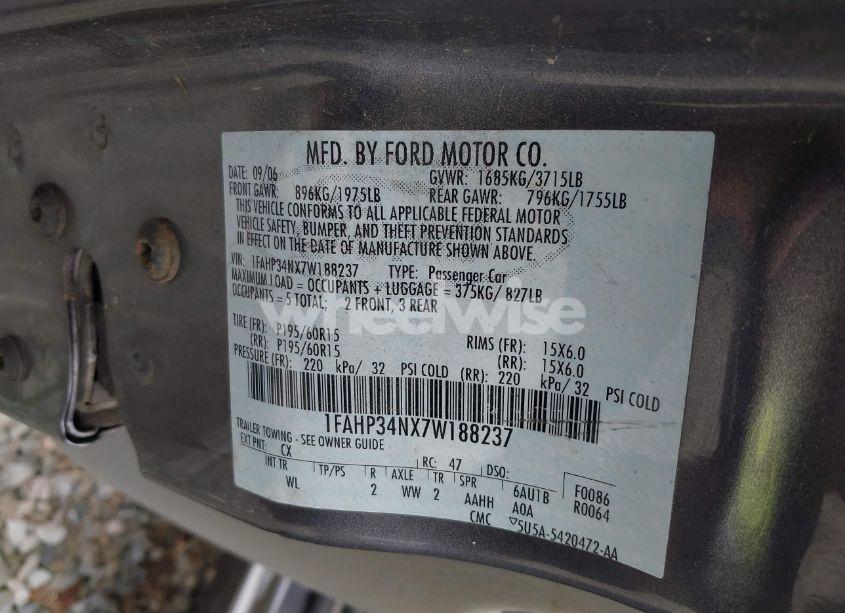 MFD. BY FORD MOTOR CO.
DATE: 09/06 GVWR: 1685KG/3715LB
FRONT GAWR: 896KG/1975LB REAR GAWR: 796KG/1755LB
THIS VEHICLE CONFORMS TO ALL APPLICABLE FEDERAL MOTOR
VEHICLE SAFETY, BUMPER, AND THEFT PREVENTION STANDARDS
IN EFFECT ON THE DATE OF MANUFACTURE SHOWN ABOVE.
VIN: 1FAHP34NX7W188237 TYPE: Passenger Car
MAXIMUM LOAD = OCCUPANTS + LUGGAGE = 375KG/ 827LB
OCCUPANTS = 5 TOTAL, 2 FRONT, 3 REAR
wheelwise
TIRE (FR): P195/60R15 RIMS (FR): 15X6.0
(RR): P195/60R15 (RR): 15X6.0
PRESSURE (FR): 220 kPa/ 32 PSI COLD (RR): 220 kPa/ 32 PSI COLD
1FAHP34NX7W188237
TRAILER TOWING - SEE OWNER GUIDE
EXT PNT: CX RC: 47 DSO: F0086
INT TR TP/PS R AXLE TR SPR 6AU1B R0064
WL 2 WW 2 AAHH A0A
CMC ▽5U5A-5420472-AA